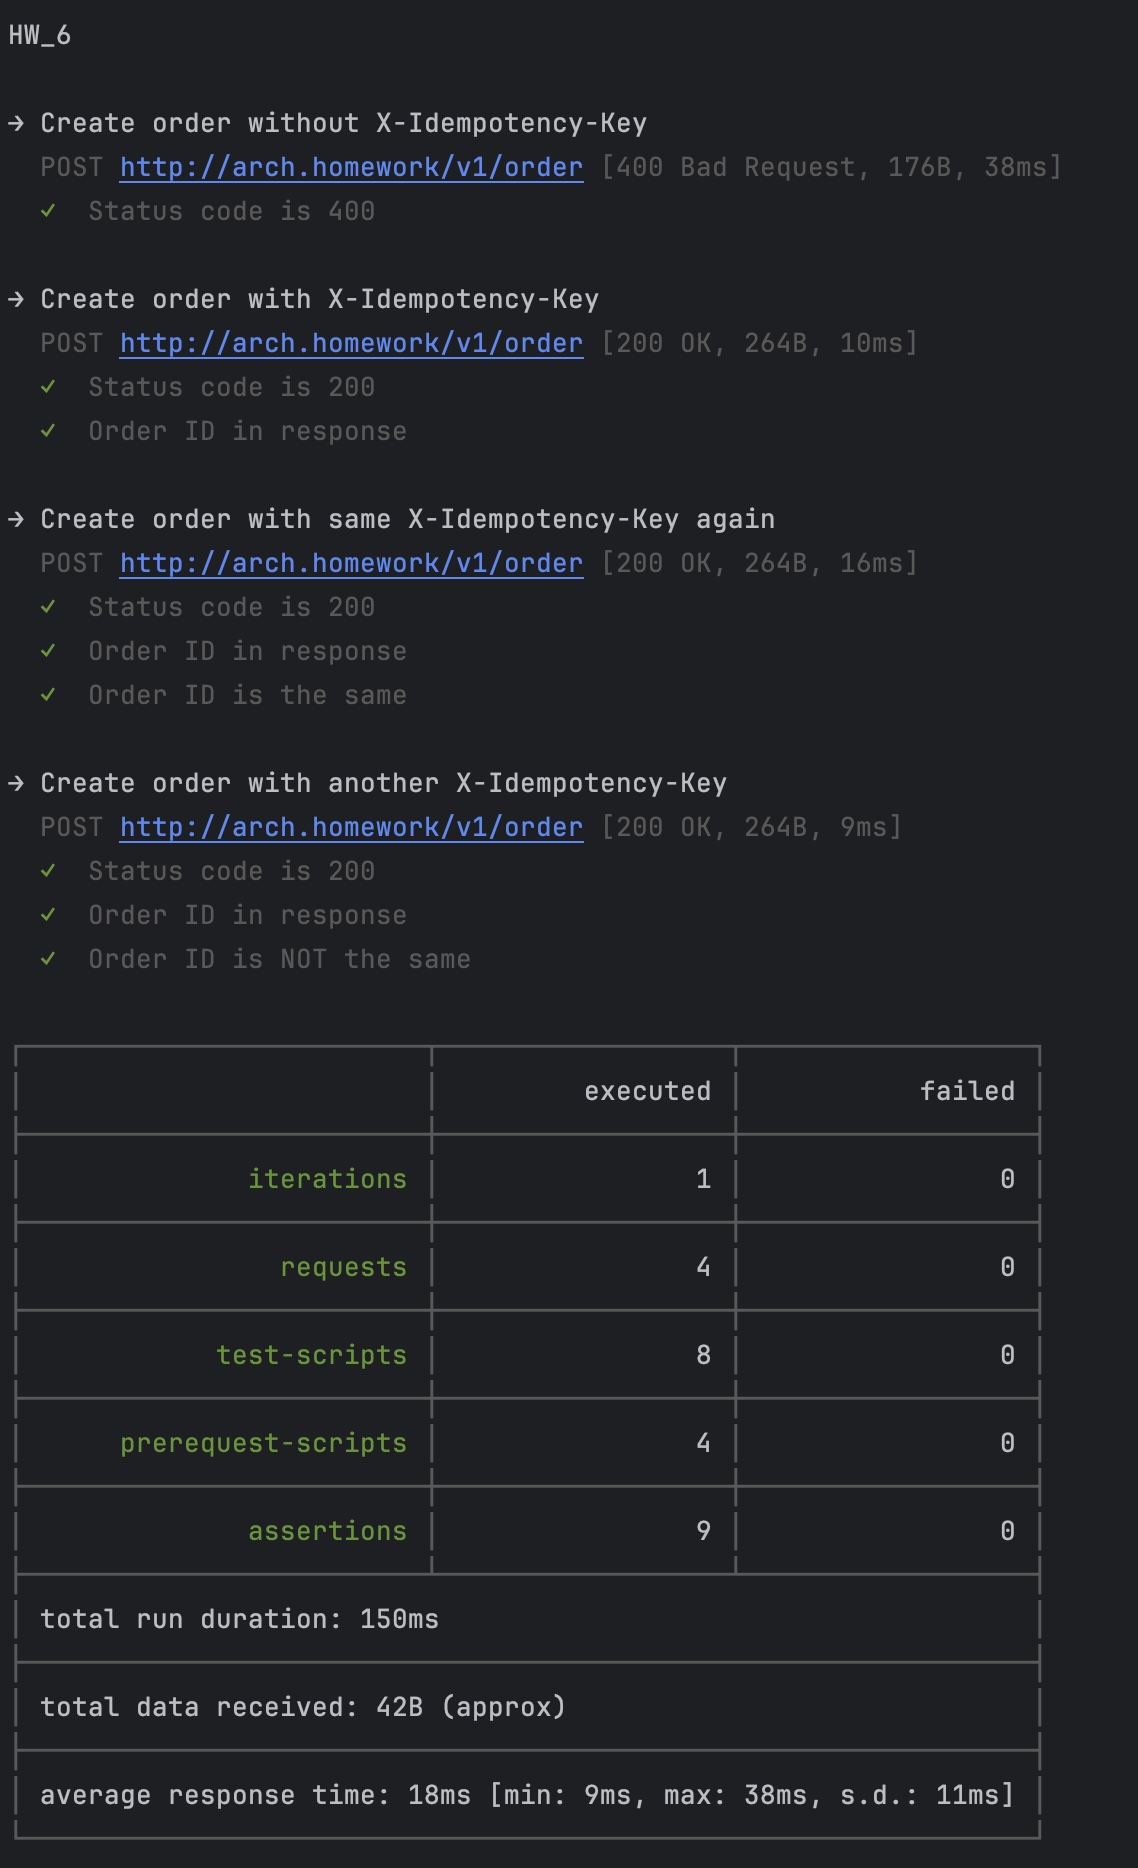 HW_6
→ Create order without X-Idempotency-Key
POST http://arch.homework/v1/order [400 Bad Request, 176B, 38ms]
✓ Status code is 400
→ Create order with X-Idempotency-Key
POST http://arch.homework/v1/order [200 OK, 264B, 10ms]
✓ Status code is 200
✓ Order ID in response
→ Create order with same X-Idempotency-Key again
POST http://arch.homework/v1/order [200 OK, 264B, 16ms]
✓ Status code is 200
✓ Order ID in response
✓ Order ID is the same
→ Create order with another X-Idempotency-Key
POST http://arch.homework/v1/order [200 OK, 264B, 9ms]
✓ Status code is 200
✓ Order ID in response
✓ Order ID is NOT the same
executed failed
iterations 1 0
requests 4 0
test-scripts 8 0
prerequest-scripts 4 0
assertions 9 0
total run duration: 150ms
total data received: 42B (approx)
average response time: 18ms [min: 9ms, max: 38ms, s.d.: 11ms]